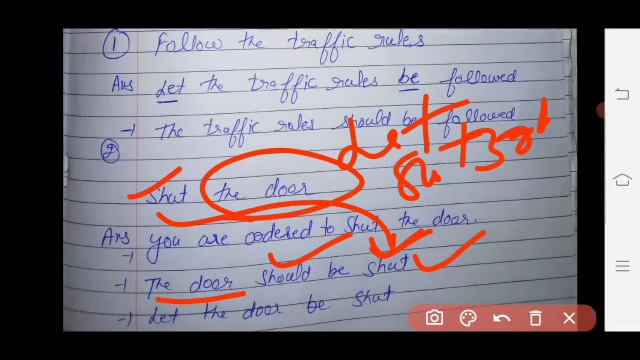 ① Follow the traffic rules
Ans Let the traffic rules be followed
→ The traffic rules should be followed
②
Shut the door
Let +
Ans you are oodered to shut the door.
→ The door should be shut
→ Let the door be shut